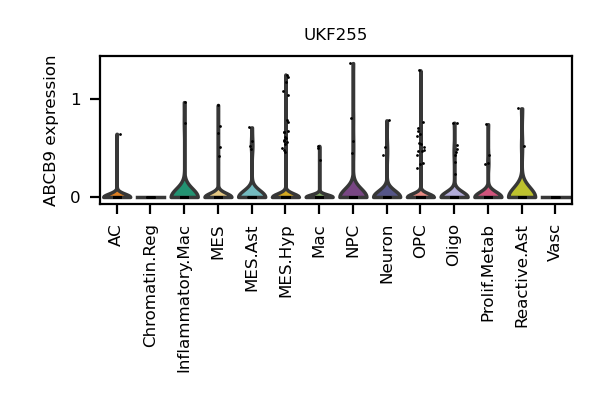 UKF255
ABCB9 expression
1
0
AC
Chromatin.Reg
Inflammatory.Mac
MES
MES.Ast
MES.Hyp
Mac
NPC
Neuron
OPC
Oligo
Prolif.Metab
Reactive.Ast
Vasc